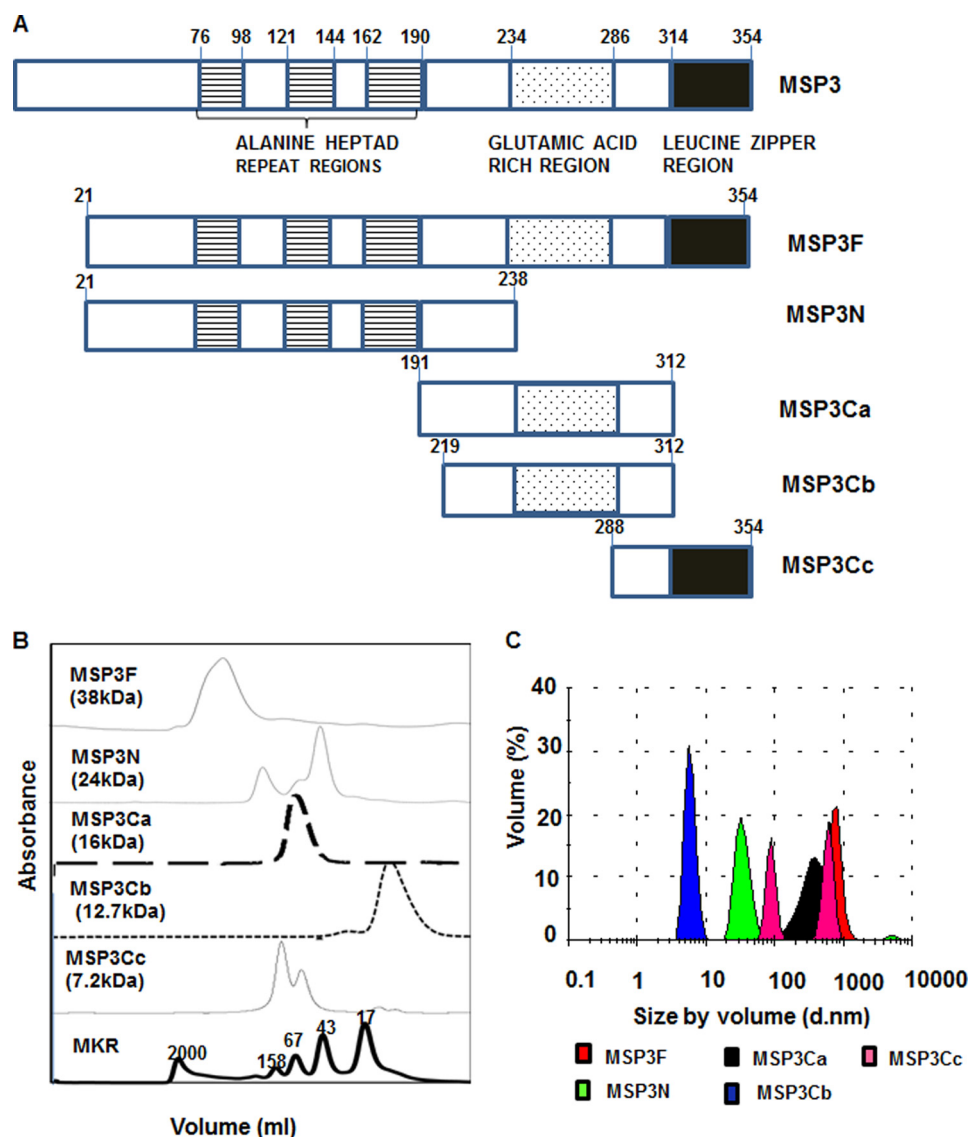 A
76 98 121 144 162 190 234 286 314 354
MSP3
ALANINE HEPTAD
REPEAT REGIONS
GLUTAMIC ACID
RICH REGION
LEUCINE ZIPPER
REGION
21 354
MSP3F
21 238
MSP3N
191 312
MSP3Ca
219 312
MSP3Cb
288 354
MSP3Cc
B
Absorbance
MSP3F
(38kDa)
MSP3N
(24kDa)
MSP3Ca
(16kDa)
MSP3Cb
(12.7kDa)
MSP3Cc
(7.2kDa)
MKR
2000 158 67 43 17
Volume (ml)
C
Volume (%)
40
30
20
10
0
0.1 1 10 100 1000 10000
Size by volume (d.nm)
MSP3F MSP3Ca MSP3Cc
MSP3N MSP3Cb